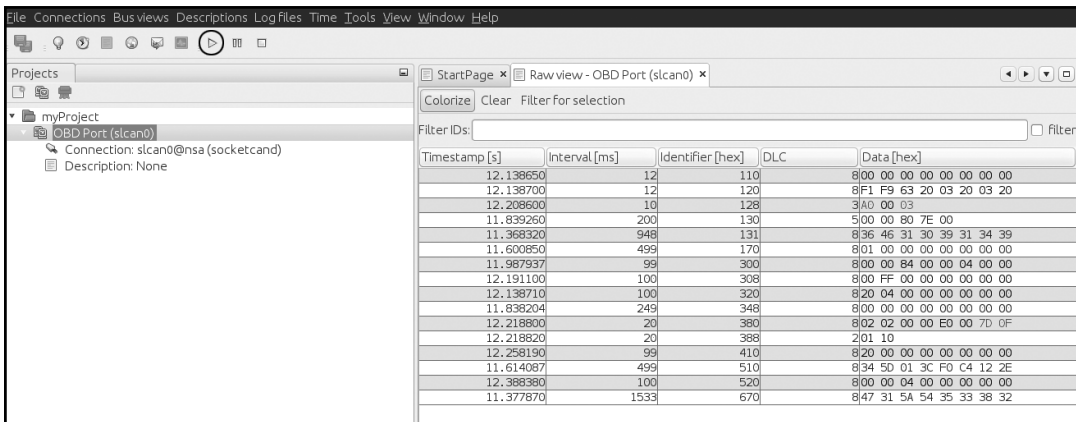 File Connections Bus views Descriptions Log files Time Tools View Window Help
Projects
myProject
OBD Port (slcan0)
Connection: slcan0@nsa (socketcand)
Description: None
StartPage × Raw view - OBD Port (slcan0) ×
Colorize Clear Filter for selection
Filter IDs: filter
Timestamp [s] Interval [ms] Identifier [hex] DLC Data [hex]
12.138650 12 110 8 00 00 00 00 00 00 00 00
12.138700 12 120 8 F1 F9 63 20 03 20 03 20
12.208600 10 128 3 A0 00 03
11.839260 200 130 5 00 00 80 7E 00
11.368320 948 131 8 36 46 31 30 39 31 34 39
11.600850 499 170 8 01 00 00 00 00 00 00 00
11.987937 99 300 8 00 00 84 00 00 04 00 00
12.191100 100 308 8 00 FF 00 00 00 00 00 00
12.138710 100 320 8 20 04 00 00 00 00 00 00
11.838204 249 348 8 00 00 00 00 00 00 00 00
12.218800 20 380 8 02 02 00 00 E0 00 7D 0F
12.218820 20 388 2 01 10
12.258190 99 410 8 20 00 00 00 00 00 00 00
11.614087 499 510 8 34 5D 01 3C F0 C4 12 2E
12.388380 100 520 8 00 00 04 00 00 00 00 00
11.377870 1533 670 8 47 31 5A 54 35 33 38 32